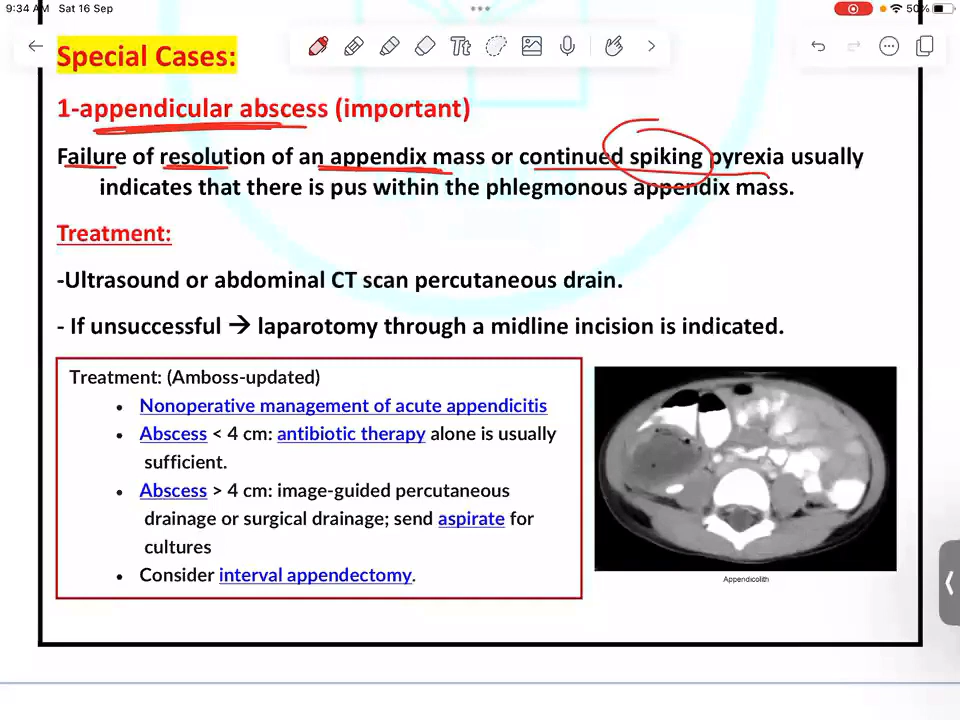 9:34 AM Sat 16 Sep
50%
Tt
Special Cases:
1-appendicular abscess (important)
Failure of resolution of an appendix mass or continued spiking pyrexia usually
indicates that there is pus within the phlegmonous appendix mass.
Treatment:
-Ultrasound or abdominal CT scan percutaneous drain.
- If unsuccessful → laparotomy through a midline incision is indicated.
Treatment: (Amboss-updated)
• Nonoperative management of acute appendicitis
• Abscess < 4 cm: antibiotic therapy alone is usually
sufficient.
• Abscess > 4 cm: image-guided percutaneous
drainage or surgical drainage; send aspirate for
cultures
• Consider interval appendectomy.
Appendicolith